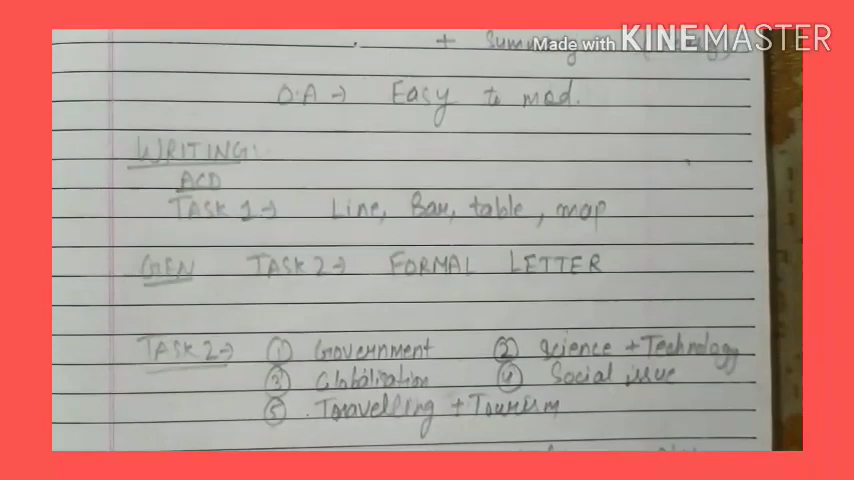 + Summary
Made with KINEMASTER
O.A → Easy to mod.
WRITING:
ACD
TASK 1 → Line, Bar, table, map
GEN TASK 2 → FORMAL LETTER
TASK 2 → ① Government ② Science + Technology
③ Globalization ④ Social issue
⑤ Travelling + Tourism